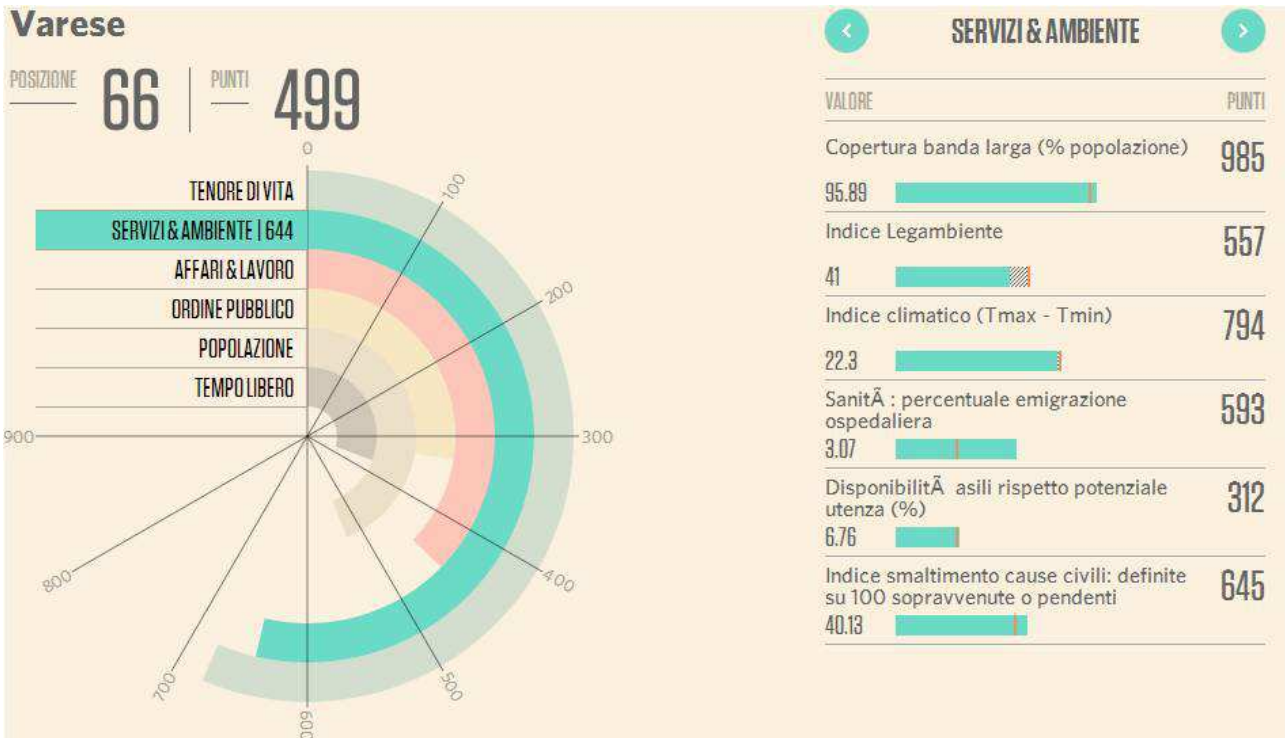 Varese
POSIZIONE 66 PUNTI 499
0
100
200
300
400
500
600
700
800
900
TENORE DI VITA
SERVIZI & AMBIENTE | 644
AFFARI & LAVORO
ORDINE PUBBLICO
POPOLAZIONE
TEMPO LIBERO
SERVIZI & AMBIENTE
VALORE PUNTI
Copertura banda larga (% popolazione) 985
95.89
Indice Legambiente 557
41
Indice climatico (Tmax - Tmin) 794
22.3
SanitÃ : percentuale emigrazione 593
ospedaliera
3.07
DisponibilitÃ  asili rispetto potenziale 312
utenza (%)
6.76
Indice smaltimento cause civili: definite 645
su 100 sopravvenute o pendenti
40.13